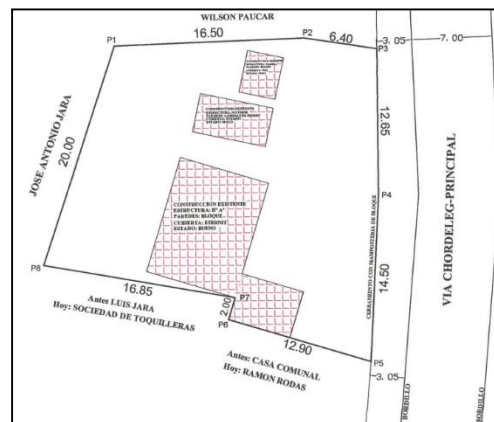 WILSON PAUCAR
P1
16.50
P2
6.40
P3
3.05
7.00
JOSE ANTONIO JARA
20.00
12.95
P4
CONSTRUCCION EXISTENTE
ESTRUCTURA: Hº Aº
PAREDES: BLOQUE
CUBIERTA: ETERNIT
ESTADO: BUENO
CERRAMIENTO CON MAMPOSTERIA DE BLOQUE
14.50
VIA CHORDELEG-PRINCIPAL
P8
16.85
Antes LUIS JARA
Hoy: SOCIEDAD DE TOQUILLERAS
P7
2.00
P6
12.90
Antes: CASA COMUNAL
Hoy: RAMON RODAS
P5
3.05
BORDILLO
BORDILLO